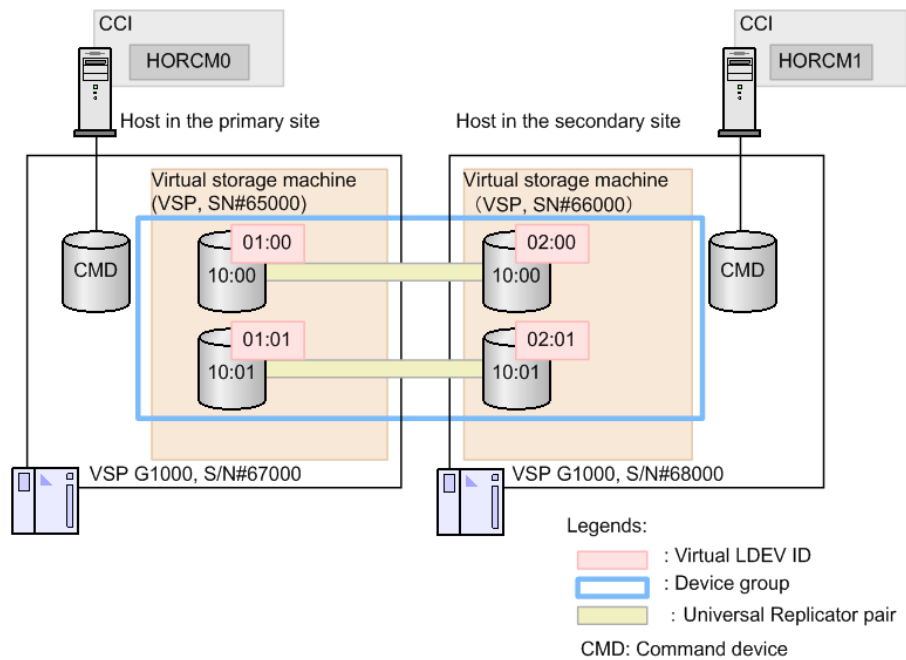 CCI
HORCM0
CCI
HORCM1
Host in the primary site
Host in the secondary site
Virtual storage machine
(VSP, SN#65000)
Virtual storage machine
（VSP, SN#66000）
01:00
10:00
02:00
10:00
CMD
CMD
01:01
10:01
02:01
10:01
VSP G1000, S/N#67000
VSP G1000, S/N#68000
Legends:
: Virtual LDEV ID
: Device group
: Universal Replicator pair
CMD: Command device